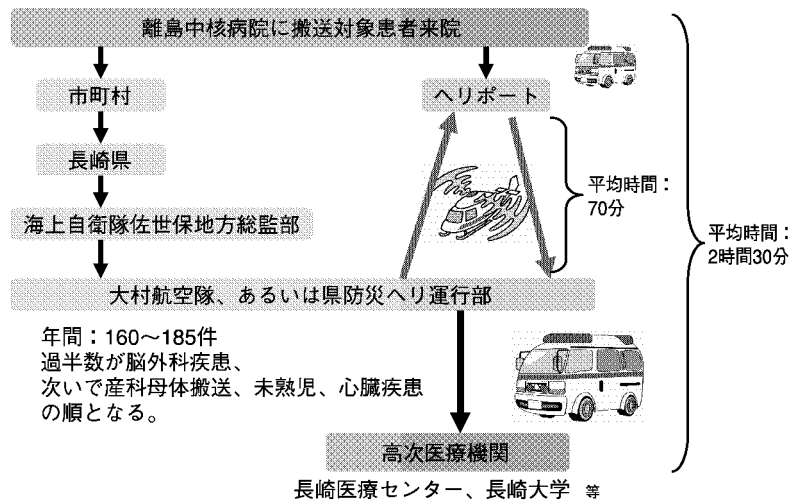 離島中核病院に搬送対象患者来院
市町村
ヘリポート
長崎県
平均時間：
70分
海上自衛隊佐世保地方総監部
平均時間：
2時間30分
大村航空隊、あるいは県防災ヘリ運行部
年間：160～185件
過半数が脳外科疾患、
次いで産科母体搬送、未熟児、心臓疾患
の順となる。
高次医療機関
長崎医療センター、長崎大学 等